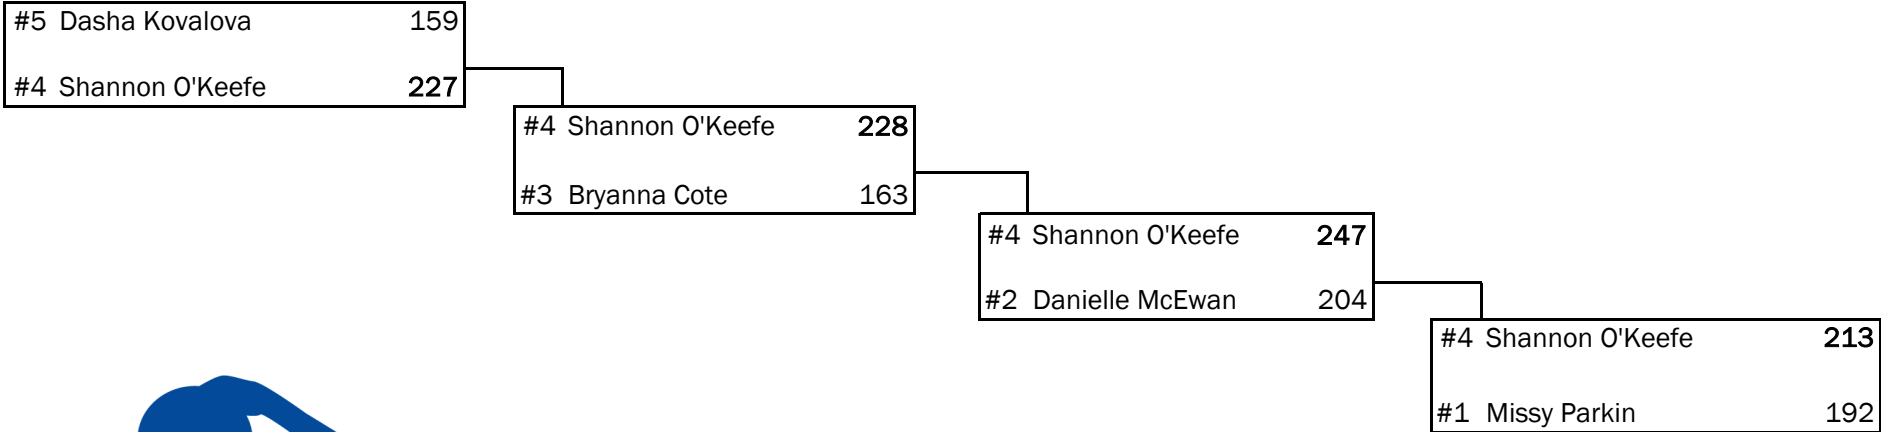 #5 Dasha Kovalova 159
#4 Shannon O'Keefe 227
#4 Shannon O'Keefe 228
#3 Bryanna Cote 163
#4 Shannon O'Keefe 247
#2 Danielle McEwan 204
#4 Shannon O'Keefe 213
#1 Missy Parkin 192